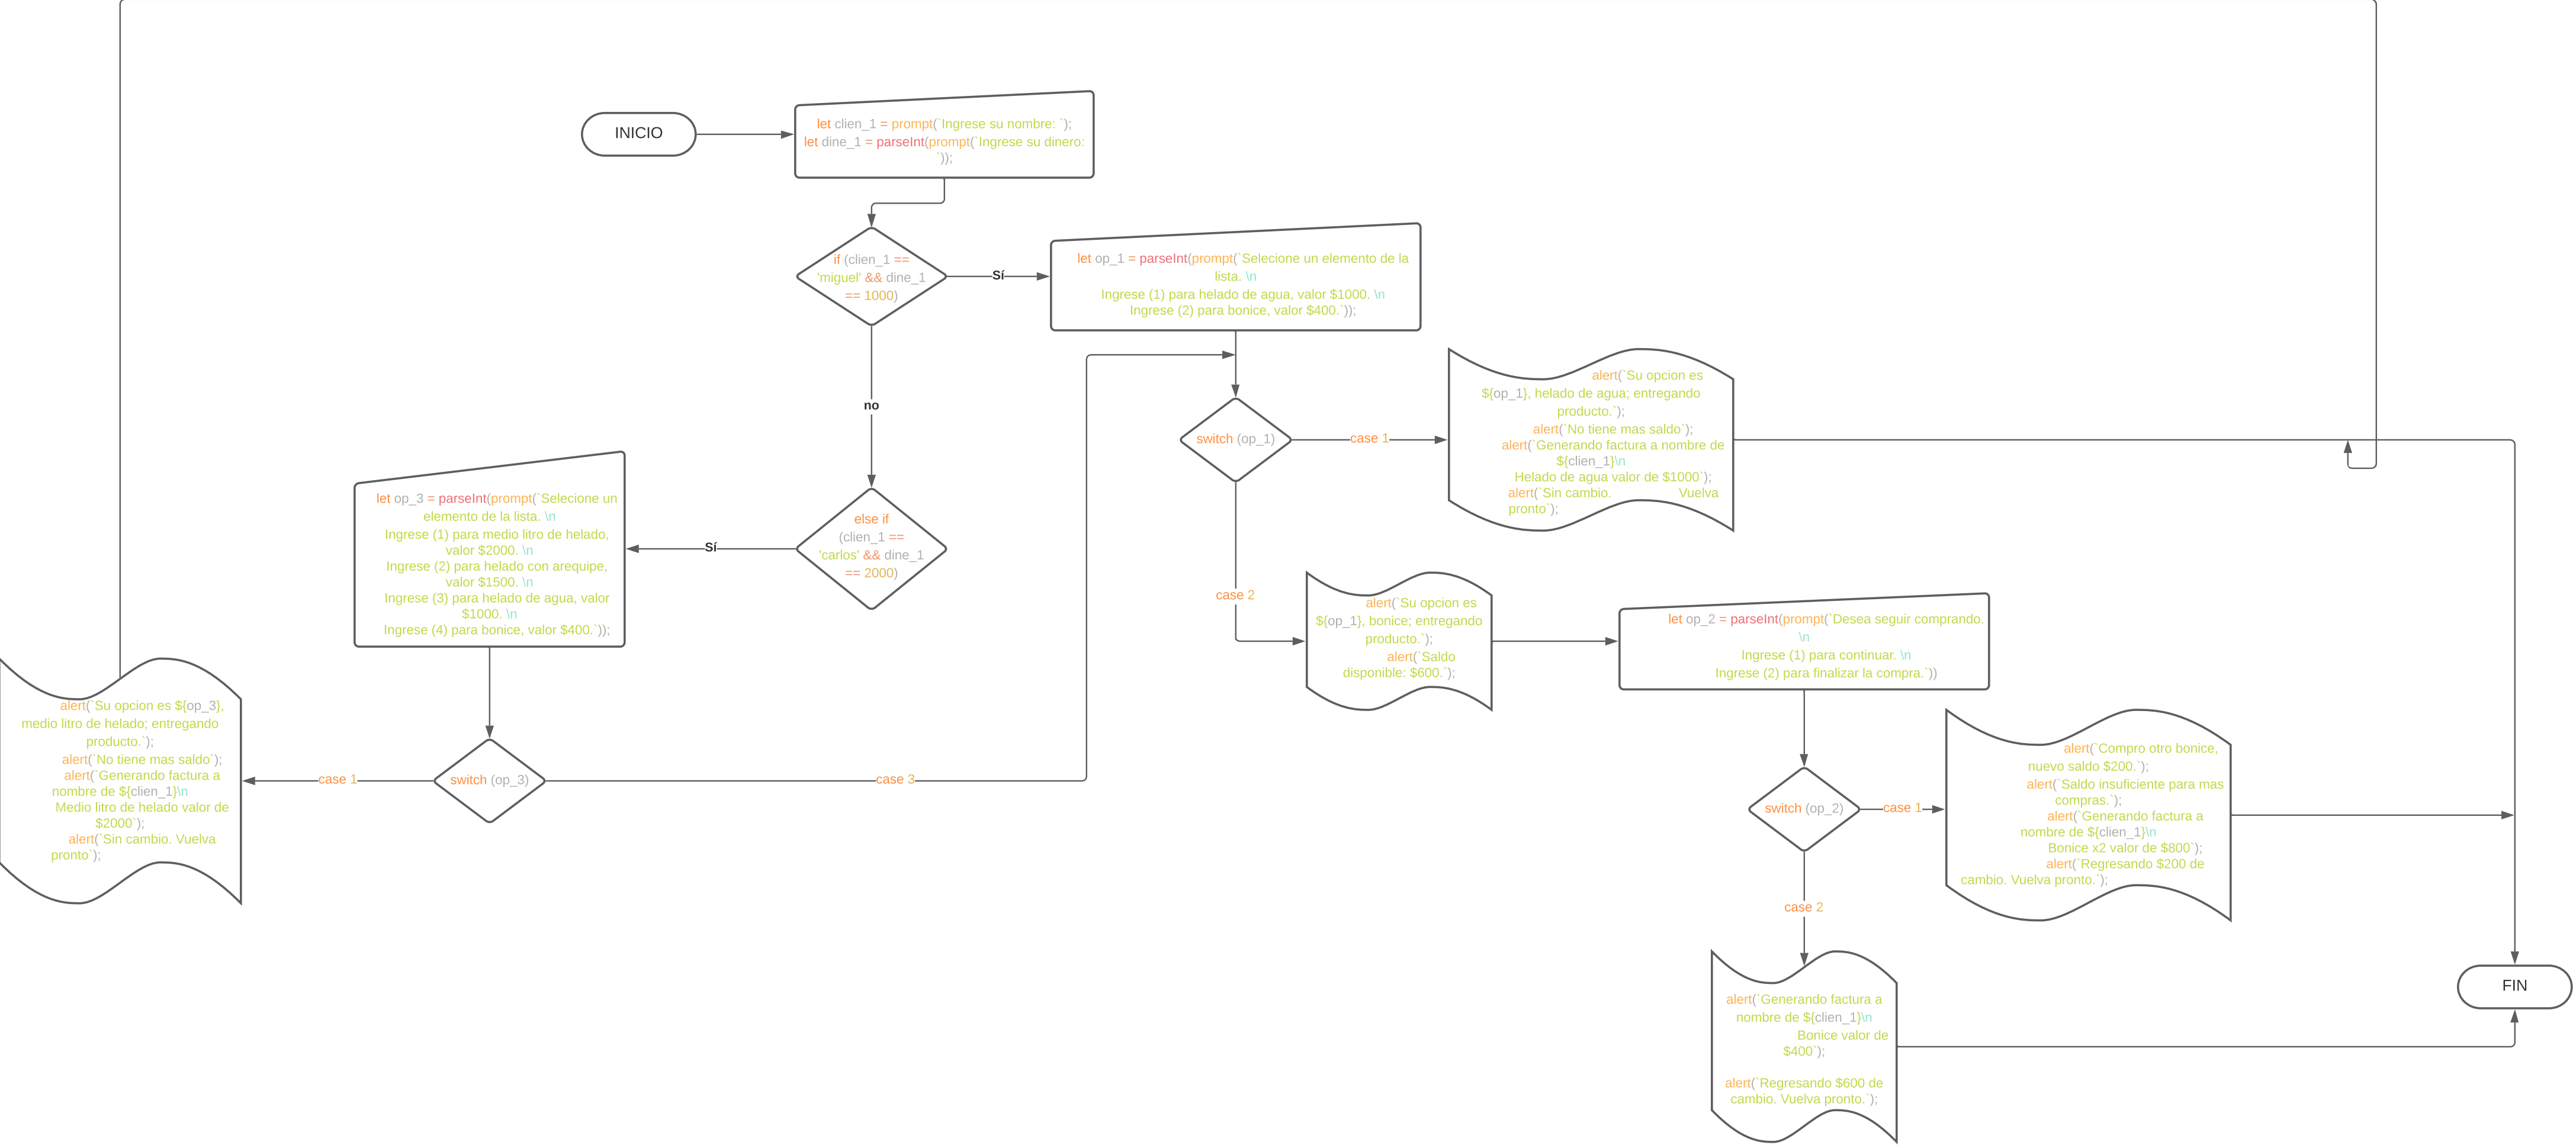 INICIO
let clien_1 = prompt(`Ingrese su nombre: `);
let dine_1 = parseInt(prompt(`Ingrese su dinero:
`));
if (clien_1 ==
'miguel' && dine_1
== 1000)
Sí
let op_1 = parseInt(prompt(`Selecione un elemento de la
lista. \n
Ingrese (1) para helado de agua, valor $1000. \n
Ingrese (2) para bonice, valor $400.`));
no
switch (op_1)
case 1
alert(`Su opcion es
${op_1}, helado de agua; entregando
producto.`);
alert(`No tiene mas saldo`);
alert(`Generando factura a nombre de
${clien_1}\n
Helado de agua valor de $1000`);
alert(`Sin cambio. Vuelva
pronto`);
else if
(clien_1 ==
'carlos' && dine_1
== 2000)
Sí
let op_3 = parseInt(prompt(`Selecione un
elemento de la lista. \n
Ingrese (1) para medio litro de helado,
valor $2000. \n
Ingrese (2) para helado con arequipe,
valor $1500. \n
Ingrese (3) para helado de agua, valor
$1000. \n
Ingrese (4) para bonice, valor $400.`));
case 2
alert(`Su opcion es
${op_1}, bonice; entregando
producto.`);
alert(`Saldo
disponible: $600.`);
let op_2 = parseInt(prompt(`Desea seguir comprando.
\n
Ingrese (1) para continuar. \n
Ingrese (2) para finalizar la compra.`))
alert(`Su opcion es ${op_3},
medio litro de helado; entregando
producto.`);
alert(`No tiene mas saldo`);
alert(`Generando factura a
nombre de ${clien_1}\n
Medio litro de helado valor de
$2000`);
alert(`Sin cambio. Vuelva
pronto`);
case 1
switch (op_3)
case 3
switch (op_2)
case 1
alert(`Compro otro bonice,
nuevo saldo $200.`);
alert(`Saldo insuficiente para mas
compras.`);
alert(`Generando factura a
nombre de ${clien_1}\n
Bonice x2 valor de $800`);
alert(`Regresando $200 de
cambio. Vuelva pronto.`);
case 2
alert(`Generando factura a
nombre de ${clien_1}\n
Bonice valor de
$400`);
alert(`Regresando $600 de
cambio. Vuelva pronto.`);
FIN